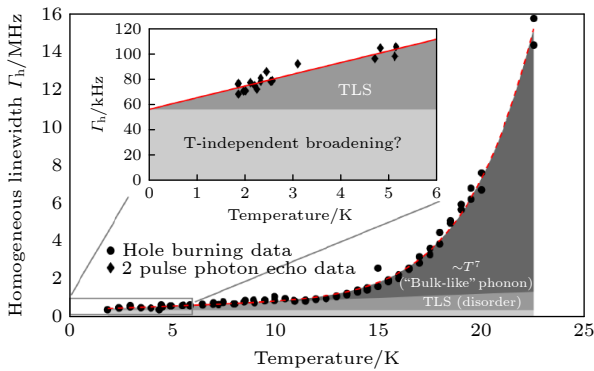 16
14
12
10
8
6
4
2
0
Homogeneous linewidth Γh/MHz
0
5
10
15
20
25
Temperature/K
120
100
80
60
40
20
0
Γh/kHz
0
1
2
3
4
5
6
Temperature/K
TLS
T-independent broadening?
Hole burning data
2 pulse photon echo data
~T⁷
("Bulk-like" phonon)
TLS (disorder)